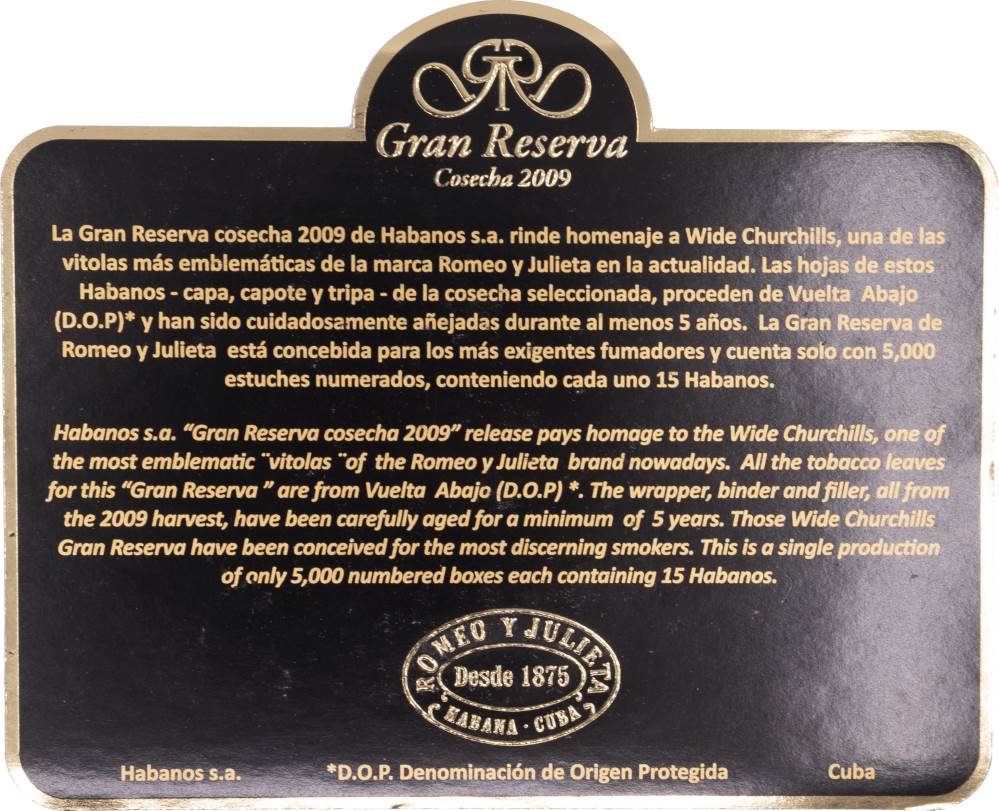 Gran Reserva
Cosecha 2009
La Gran Reserva cosecha 2009 de Habanos s.a. rinde homenaje a Wide Churchills, una de las
vitolas más emblemáticas de la marca Romeo y Julieta en la actualidad. Las hojas de estos
Habanos - capa, capote y tripa - de la cosecha seleccionada, proceden de Vuelta Abajo
(D.O.P)* y han sido cuidadosamente añejadas durante al menos 5 años. La Gran Reserva de
Romeo y Julieta está concebida para los más exigentes fumadores y cuenta solo con 5,000
estuches numerados, conteniendo cada uno 15 Habanos.
Habanos s.a. “Gran Reserva cosecha 2009” release pays homage to the Wide Churchills, one of
the most emblematic ¨vitolas ¨of the Romeo y Julieta brand nowadays. All the tobacco leaves
for this “Gran Reserva ” are from Vuelta Abajo (D.O.P) *. The wrapper, binder and filler, all from
the 2009 harvest, have been carefully aged for a minimum of 5 years. Those Wide Churchills
Gran Reserva have been conceived for the most discerning smokers. This is a single production
of only 5,000 numbered boxes each containing 15 Habanos.
ROMEO Y JULIETA
Desde 1875
HABANA · CUBA
Habanos s.a. *D.O.P. Denominación de Origen Protegida Cuba